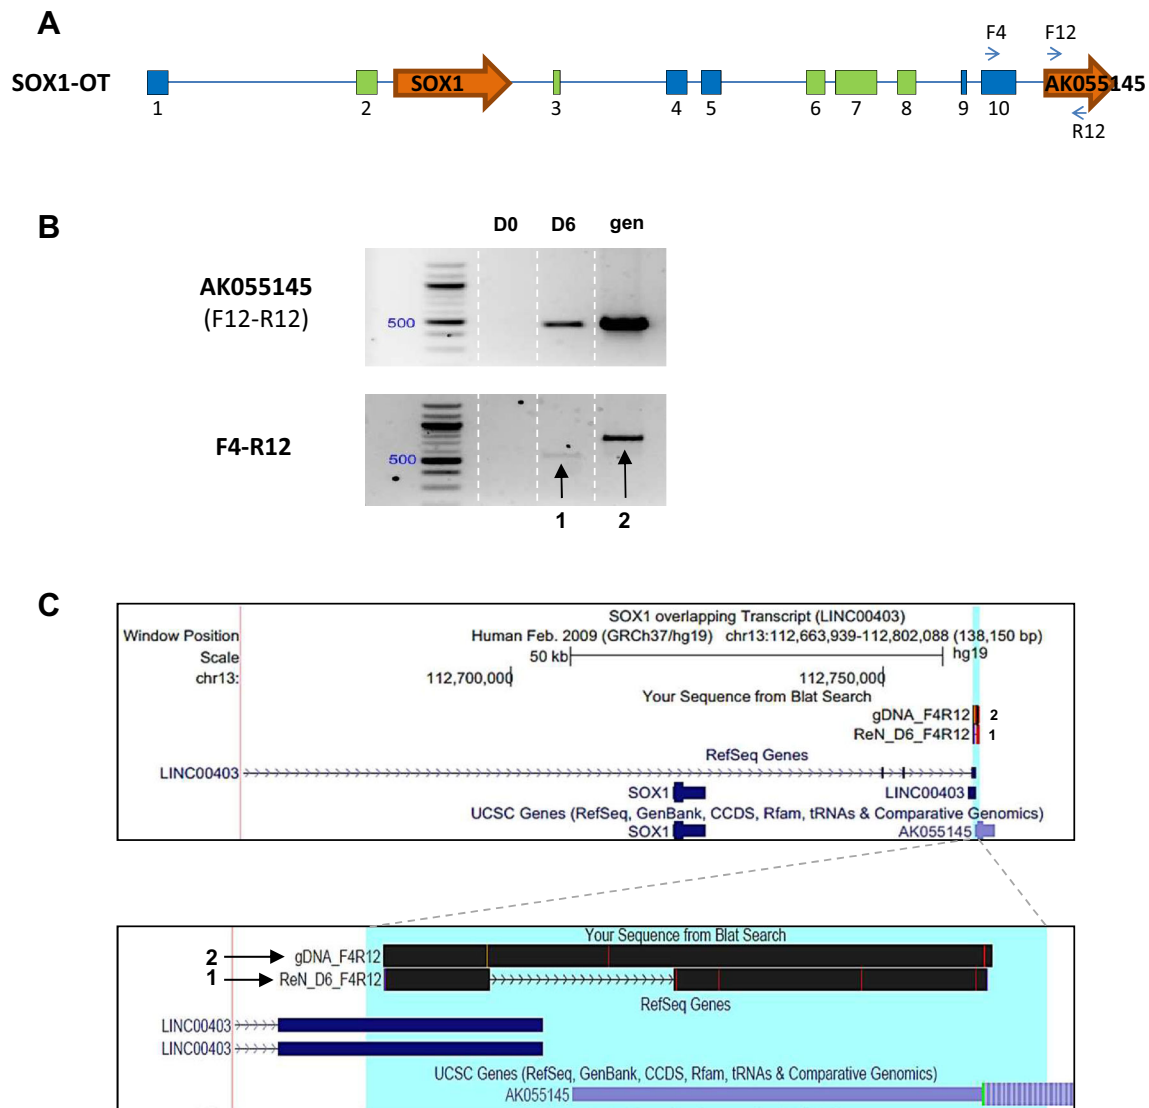 A
F4 F12
SOX1-OT
SOX1
AK055145
1 2 3 4 5 6 7 8 9 10
R12
B
D0 D6 gen
AK055145
(F12-R12)
500
F4-R12
500
1 2
C
SOX1 overlapping Transcript (LINC00403)
Window Position Human Feb. 2009 (GRCh37/hg19) chr13:112,663,939-112,802,088 (138,150 bp)
Scale 50 kb hg19
chr13: 112,700,000 112,750,000
Your Sequence from Blat Search
gDNA_F4R12 2
ReN_D6_F4R12 1
RefSeq Genes
LINC00403
SOX1 LINC00403
UCSC Genes (RefSeq, GenBank, CCDS, Rfam, tRNAs & Comparative Genomics)
SOX1 AK055145
Your Sequence from Blat Search
2 gDNA_F4R12
1 ReN_D6_F4R12
RefSeq Genes
LINC00403
LINC00403
UCSC Genes (RefSeq, GenBank, CCDS, Rfam, tRNAs & Comparative Genomics)
AK055145